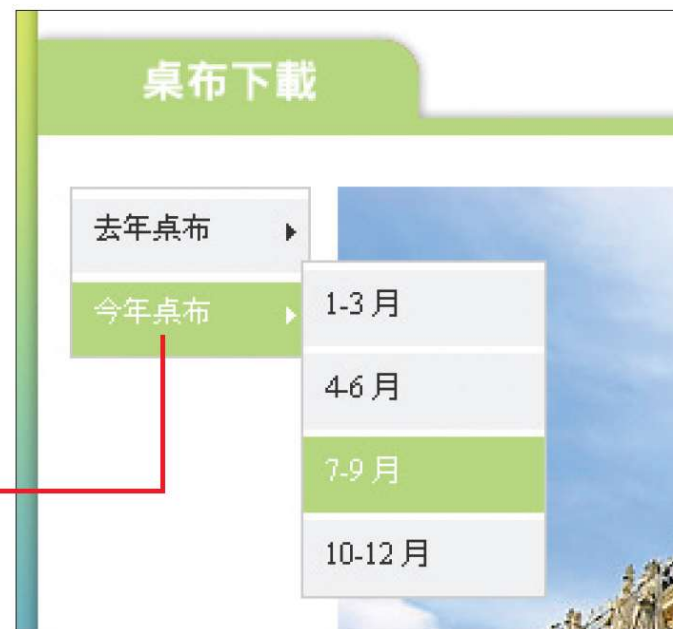 桌布下載
去年桌布
今年桌布
1-3 月
4-6 月
7-9 月
10-12 月